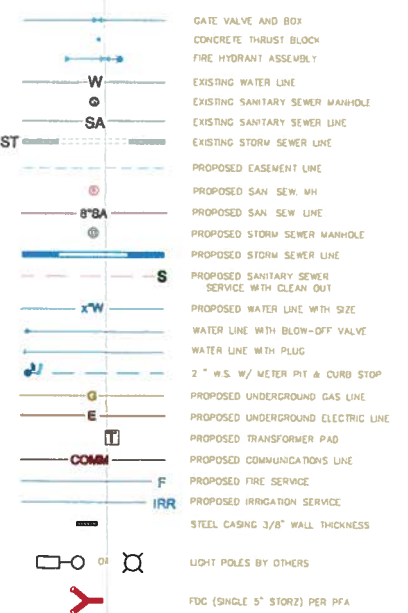 GATE VALVE AND BOX
CONCRETE THRUST BLOCK
FIRE HYDRANT ASSEMBLY
W EXISTING WATER LINE
EXISTING SANITARY SEWER MANHOLE
SA EXISTING SANITARY SEWER LINE
ST EXISTING STORM SEWER LINE
PROPOSED EASEMENT LINE
S PROPOSED SAN SEW. MH
8"SA PROPOSED SAN SEW LINE
PROPOSED STORM SEWER MANHOLE
PROPOSED STORM SEWER LINE
S PROPOSED SANITARY SEWER
SERVICE WITH CLEAN OUT
x"W PROPOSED WATER LINE WITH SIZE
WATER LINE WITH BLOW-OFF VALVE
WATER LINE WITH PLUG
2 " W.S. W/ METER PIT & CURB STOP
G PROPOSED UNDERGROUND GAS LINE
E PROPOSED UNDERGROUND ELECTRIC LINE
T PROPOSED TRANSFORMER PAD
COMM PROPOSED COMMUNICATIONS LINE
F PROPOSED FIRE SERVICE
IRR PROPOSED IRRIGATION SERVICE
STEEL CASING 3/8" WALL THICKNESS
OR LIGHT POLES BY OTHERS
FDC (SINGLE 5" STORZ) PER PFA